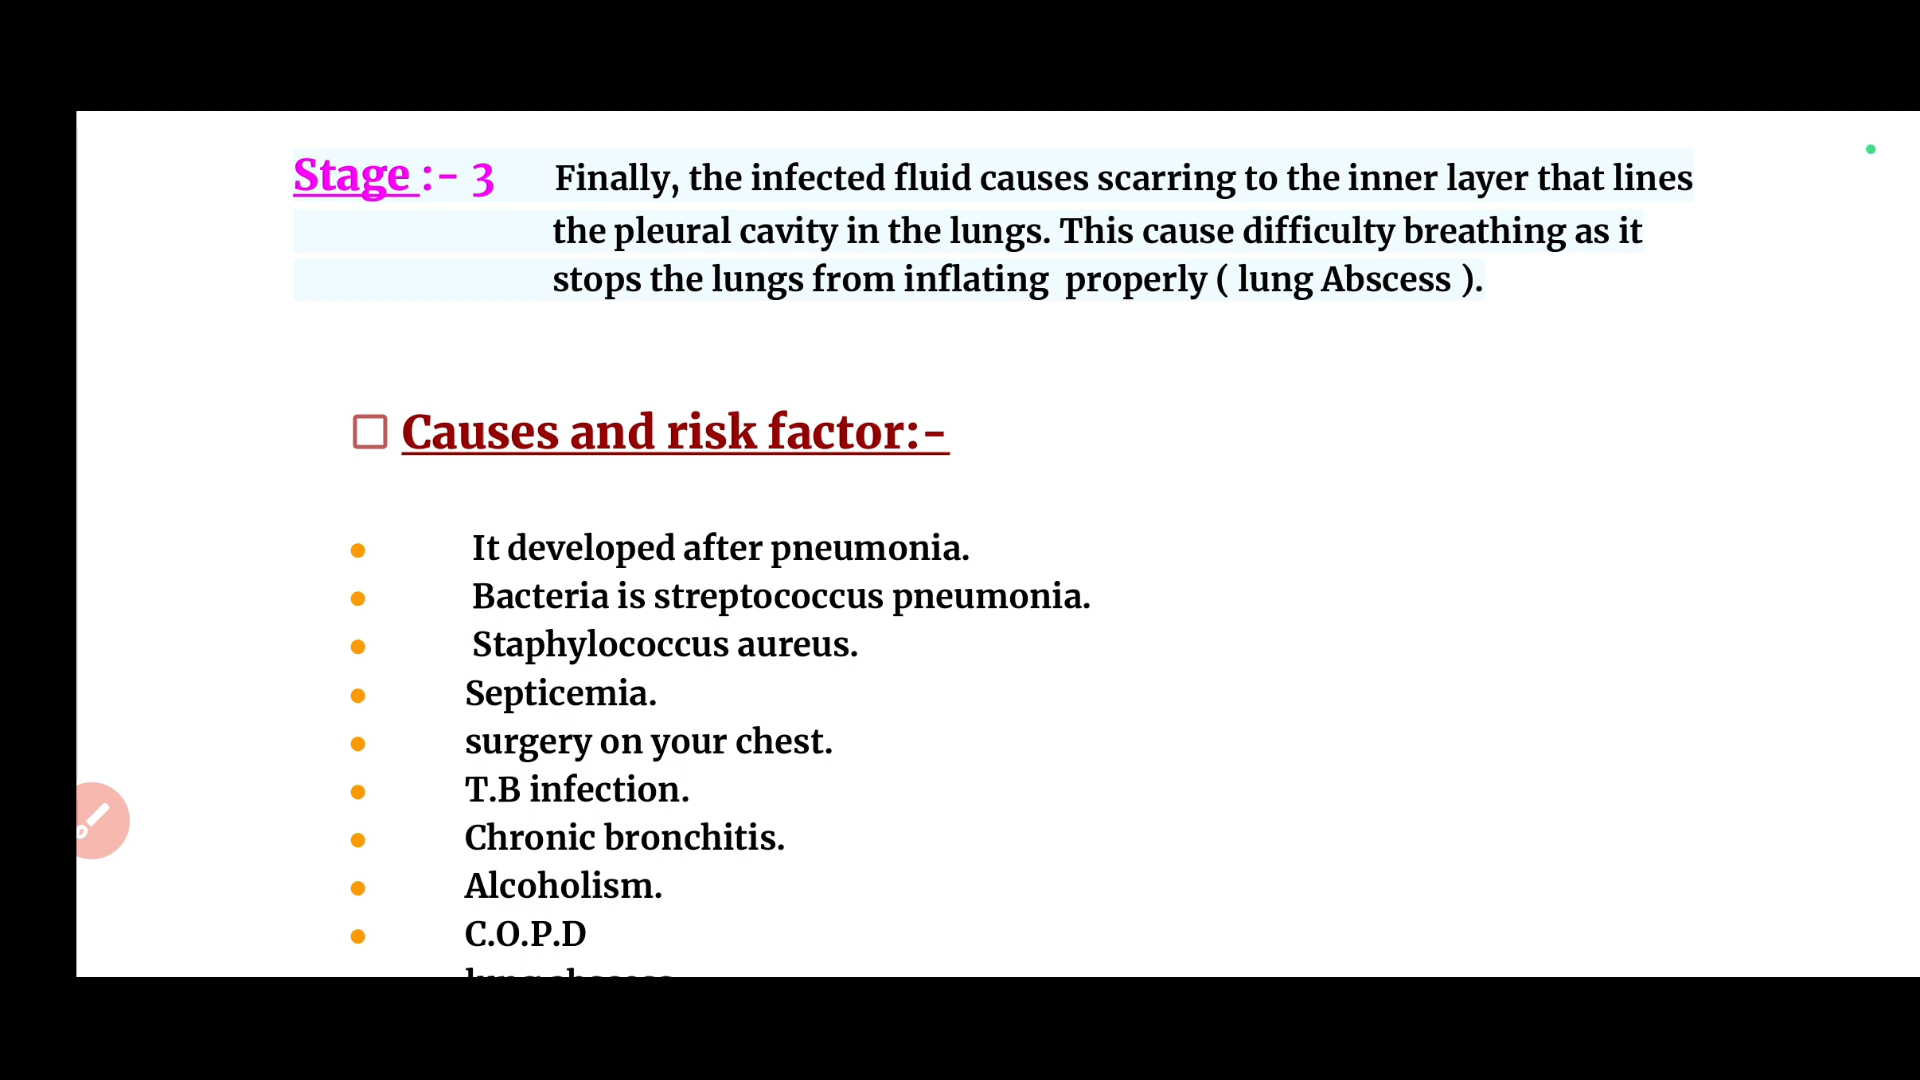 Stage :- 3 Finally, the infected fluid causes scarring to the inner layer that lines
the pleural cavity in the lungs. This cause difficulty breathing as it
stops the lungs from inflating properly ( lung Abscess ).
Causes and risk factor:-
It developed after pneumonia.
Bacteria is streptococcus pneumonia.
Staphylococcus aureus.
Septicemia.
surgery on your chest.
T.B infection.
Chronic bronchitis.
Alcoholism.
C.O.P.D